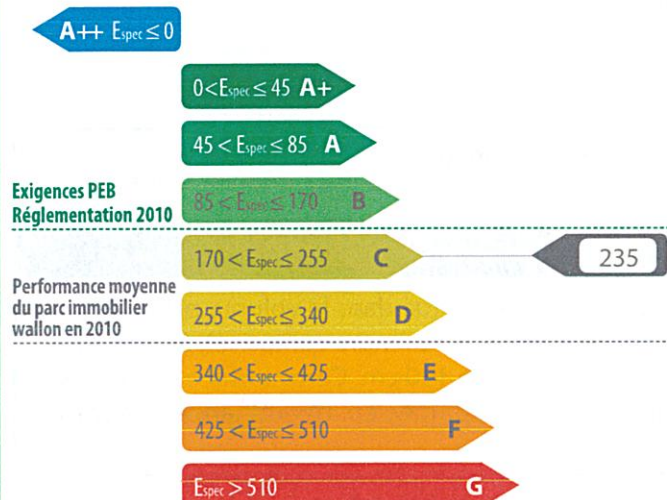 A++ Espec ≤ 0
0 < Espec ≤ 45 A+
45 < Espec ≤ 85 A
Exigences PEB
Réglementation 2010
85 < Espec ≤ 170 B
170 < Espec ≤ 255 C
235
Performance moyenne
du parc immobilier
wallon en 2010
255 < Espec ≤ 340 D
340 < Espec ≤ 425 E
425 < Espec ≤ 510 F
Espec > 510 G